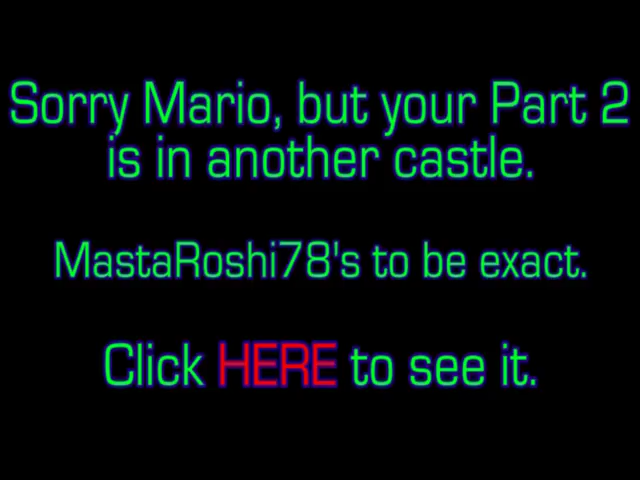 Sorry Mario, but your Part 2
is in another castle.
MastaRoshi78's to be exact.
Click HERE to see it.